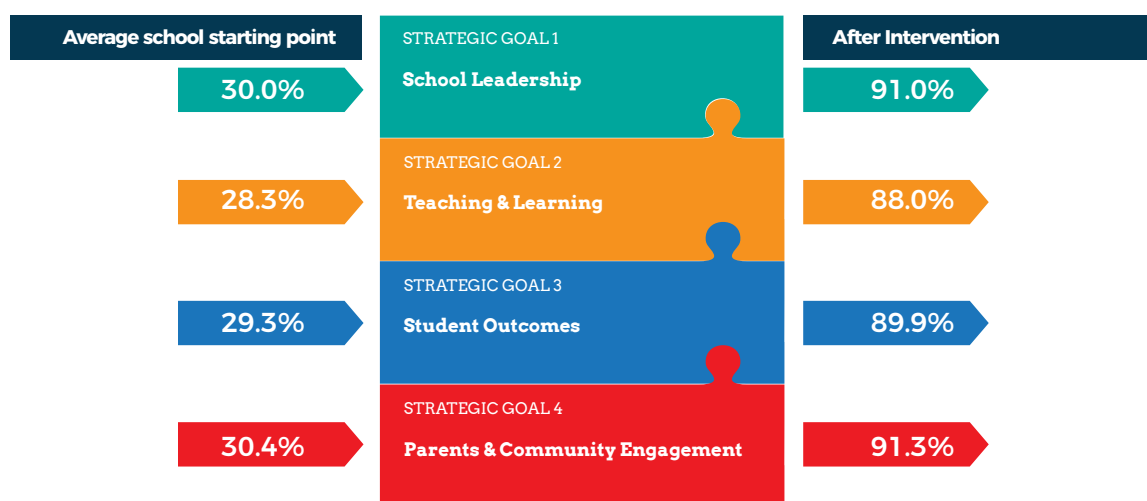 Average school starting point
STRATEGIC GOAL 1
After Intervention
30.0%
School Leadership
91.0%
STRATEGIC GOAL 2
28.3%
Teaching & Learning
88.0%
STRATEGIC GOAL 3
29.3%
Student Outcomes
89.9%
STRATEGIC GOAL 4
30.4%
Parents & Community Engagement
91.3%